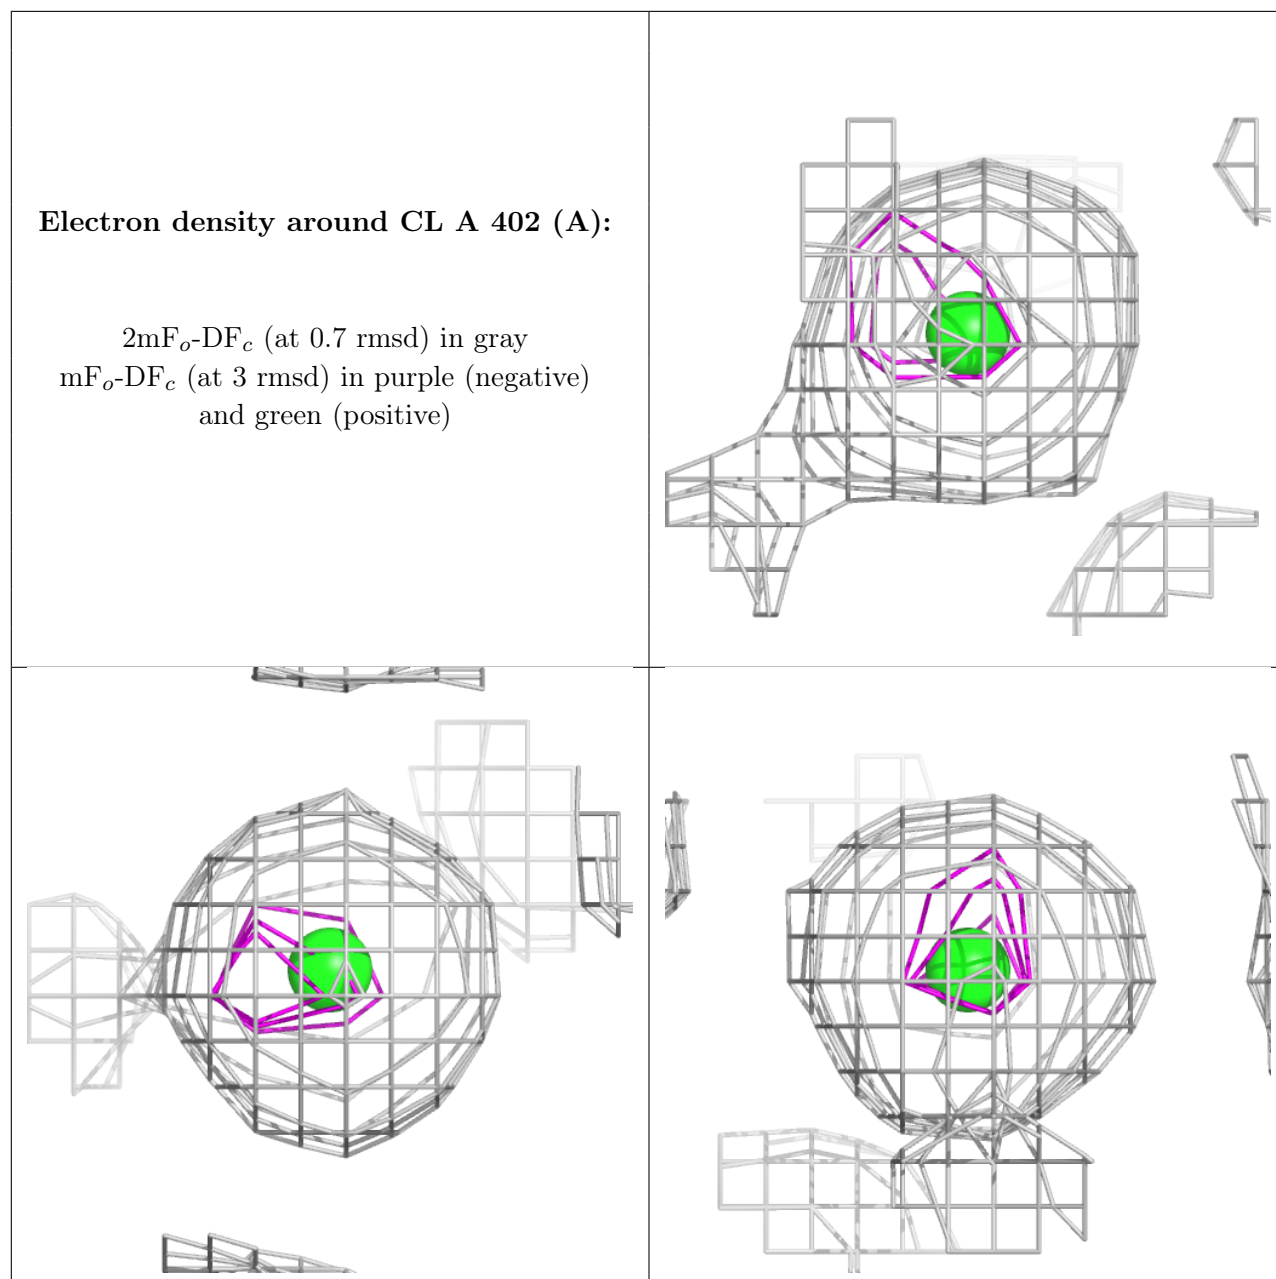 Electron density around CL A 402 (A):
2mFo-DFc (at 0.7 rmsd) in gray
mFo-DFc (at 3 rmsd) in purple (negative)
and green (positive)